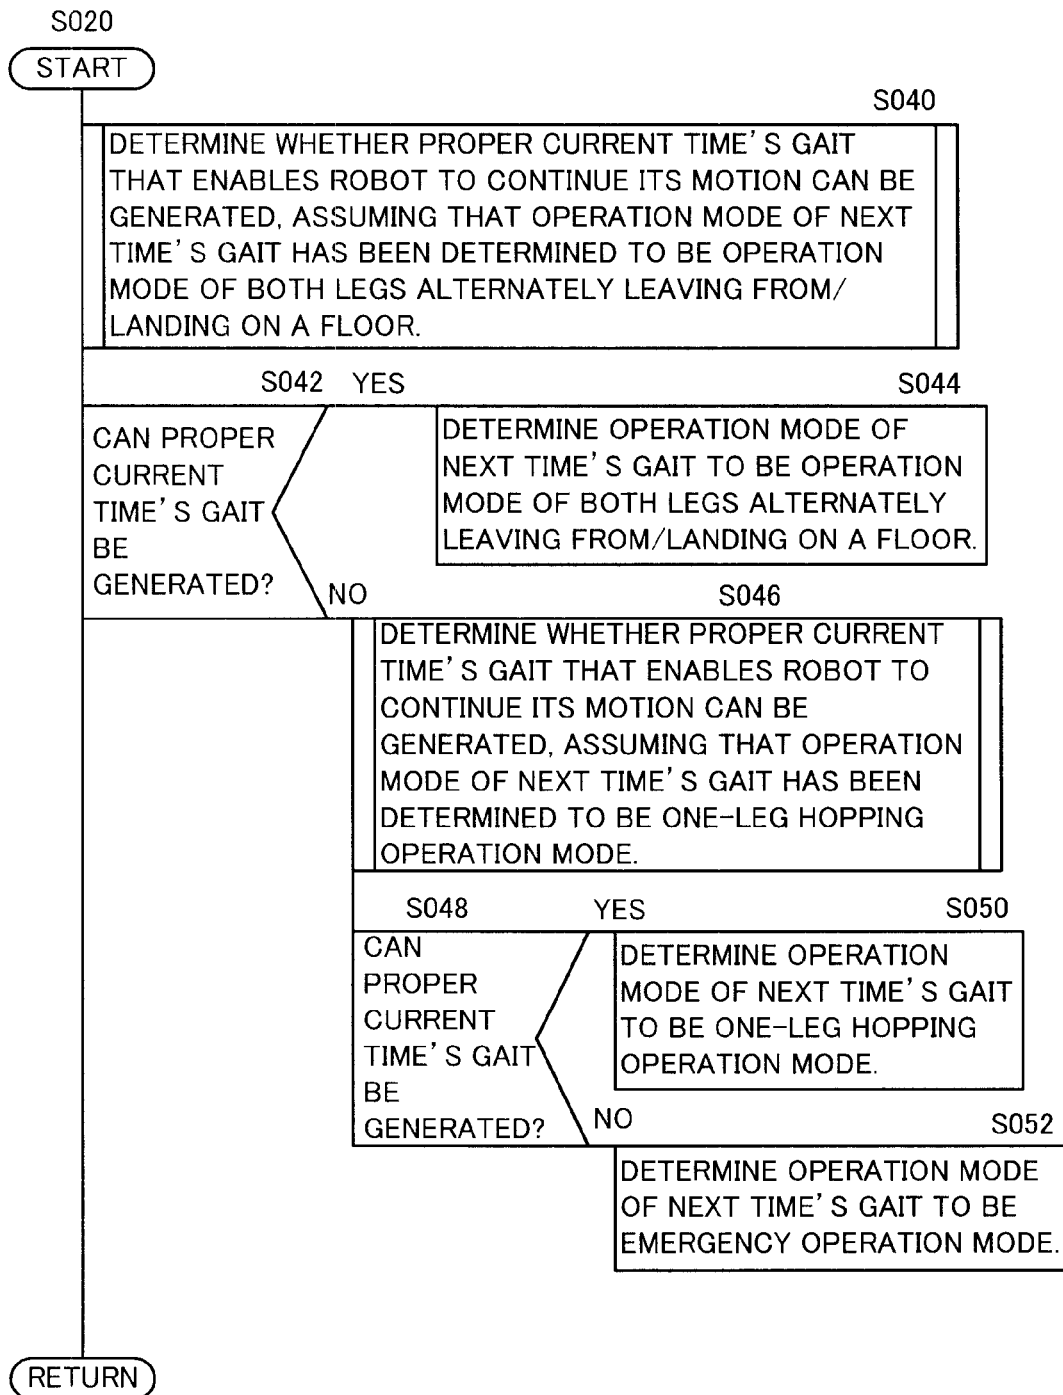 S020
START
S040
DETERMINE WHETHER PROPER CURRENT TIME'S GAIT
THAT ENABLES ROBOT TO CONTINUE ITS MOTION CAN BE
GENERATED, ASSUMING THAT OPERATION MODE OF NEXT
TIME'S GAIT HAS BEEN DETERMINED TO BE OPERATION
MODE OF BOTH LEGS ALTERNATELY LEAVING FROM/
LANDING ON A FLOOR.
S042
YES
S044
CAN PROPER
CURRENT
TIME'S GAIT
BE
GENERATED?
DETERMINE OPERATION MODE OF
NEXT TIME'S GAIT TO BE OPERATION
MODE OF BOTH LEGS ALTERNATELY
LEAVING FROM/LANDING ON A FLOOR.
NO
S046
DETERMINE WHETHER PROPER CURRENT
TIME'S GAIT THAT ENABLES ROBOT TO
CONTINUE ITS MOTION CAN BE
GENERATED, ASSUMING THAT OPERATION
MODE OF NEXT TIME'S GAIT HAS BEEN
DETERMINED TO BE ONE-LEG HOPPING
OPERATION MODE.
S048
YES
S050
CAN
PROPER
CURRENT
TIME'S GAIT
BE
GENERATED?
DETERMINE OPERATION
MODE OF NEXT TIME'S GAIT
TO BE ONE-LEG HOPPING
OPERATION MODE.
NO
S052
DETERMINE OPERATION MODE
OF NEXT TIME'S GAIT TO BE
EMERGENCY OPERATION MODE.
RETURN